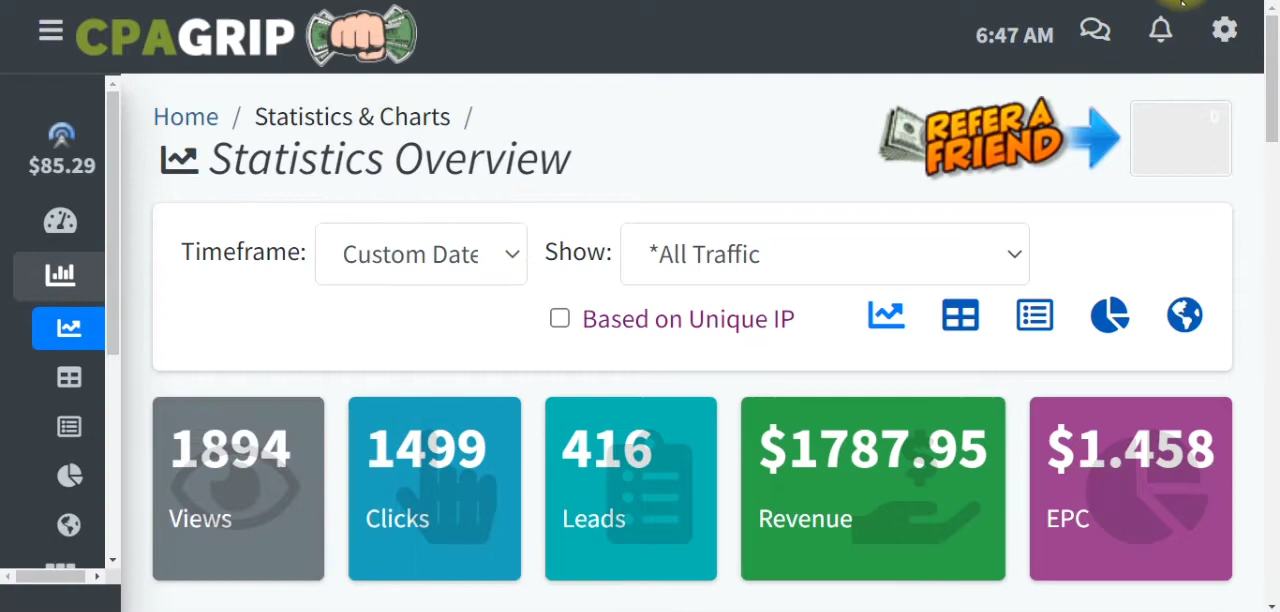 CPAGRIP
6:47 AM
Home / Statistics & Charts /
Statistics Overview
REFER A FRIEND
0
$85.29
Timeframe: Custom Date Show: *All Traffic
Based on Unique IP
1894 1499 416 $1787.95 $1.458
Views Clicks Leads Revenue EPC